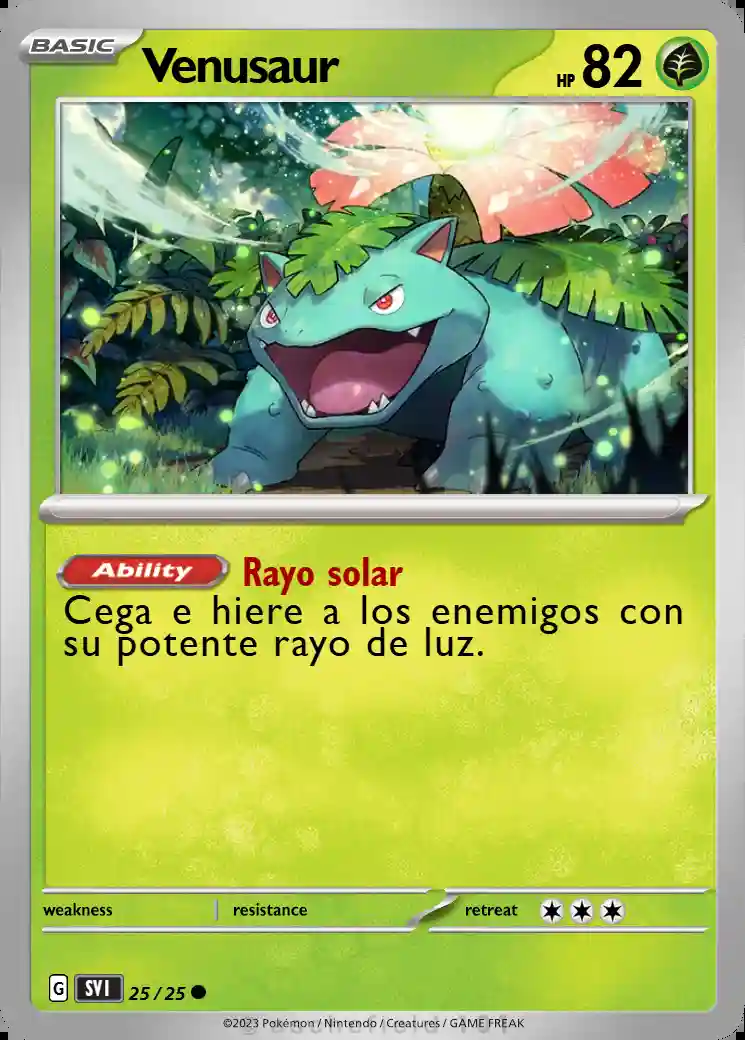 BASIC
Venusaur
HP 82
Ability Rayo solar
Cega e hiere a los enemigos con
su potente rayo de luz.
weakness
resistance
retreat
G SVI 25 / 25
©2023 Pokémon / Nintendo / Creatures / GAME FREAK